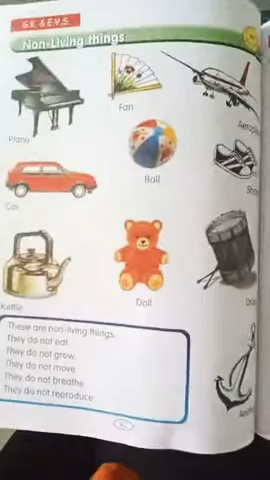 G.K. & E.V.S.
Non-Living things
Piano
Fan
Ball
Car
Kettle
Doll
These are non-living things.
They do not eat.
They do not grow.
They do not move
They do not breathe
They do not reproduce